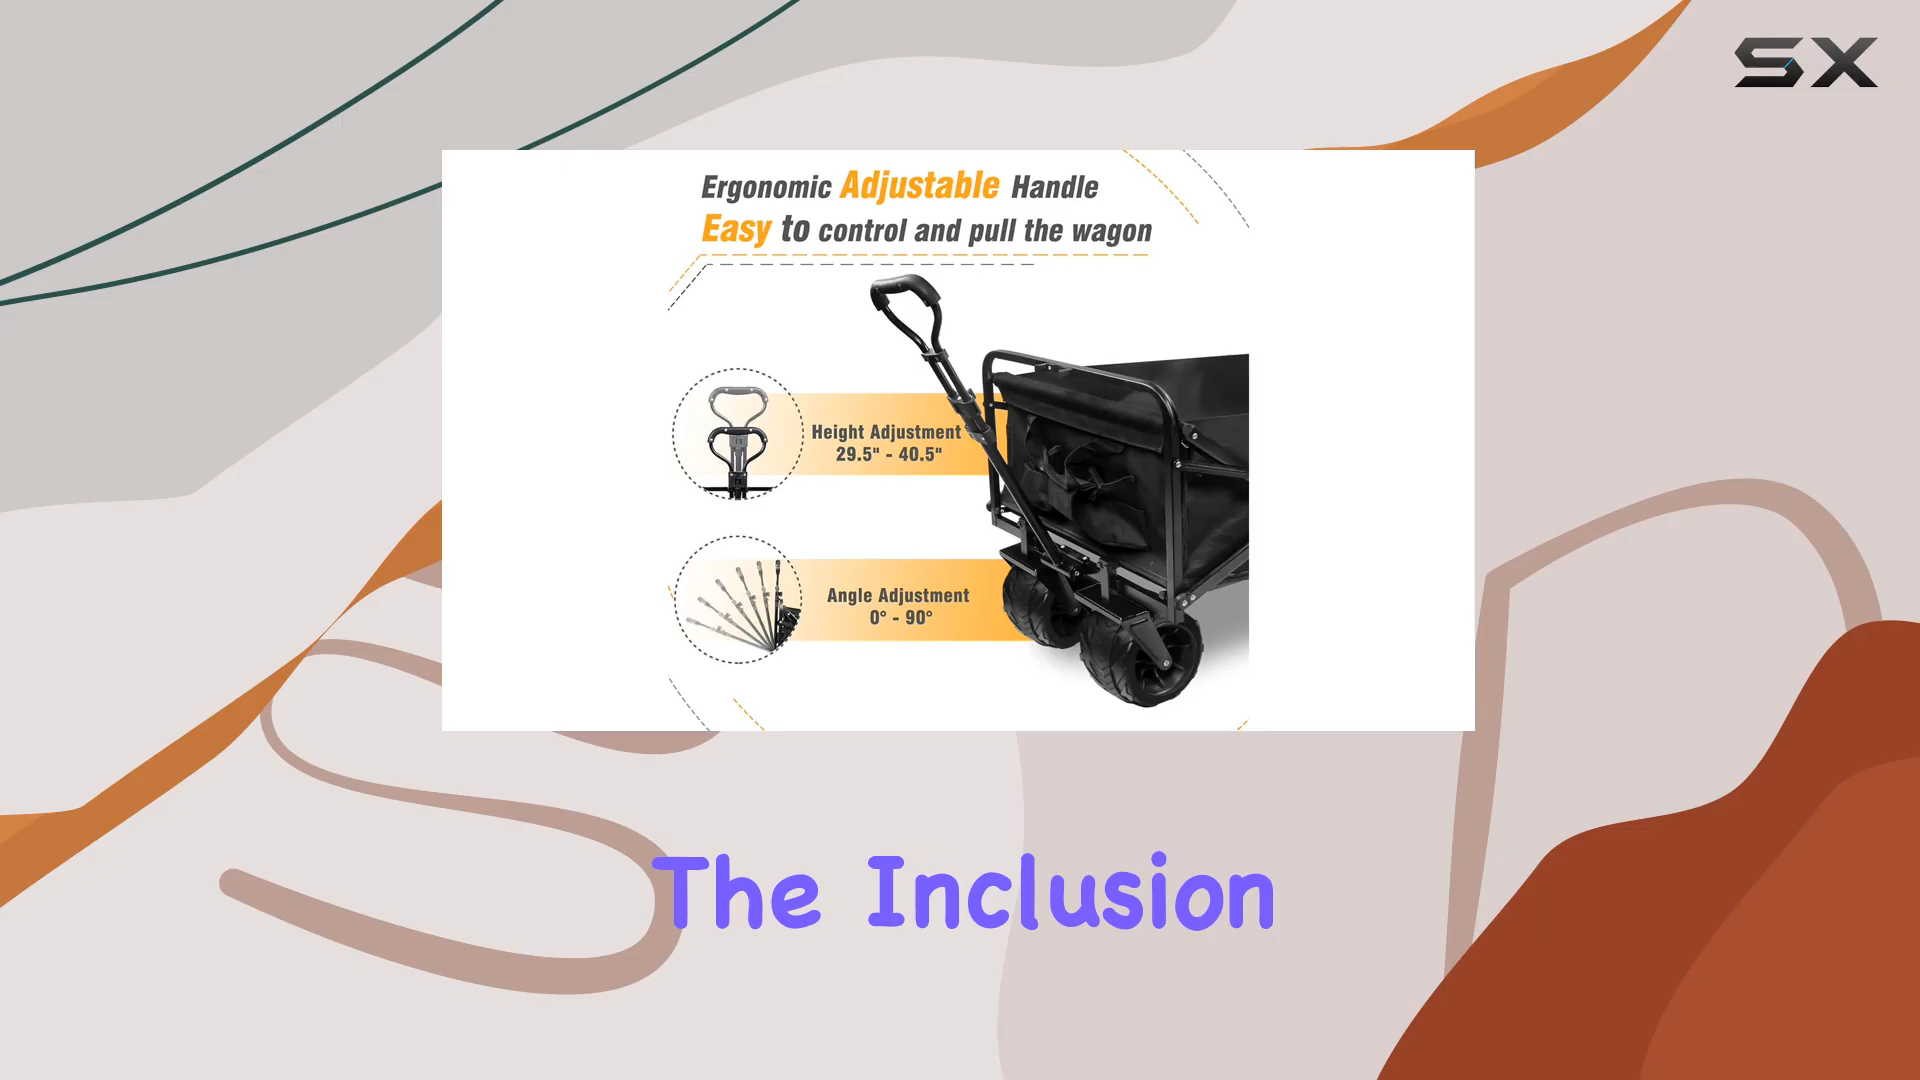 SX
Ergonomic Adjustable Handle
Easy to control and pull the wagon
Height Adjustment
29.5" - 40.5"
Angle Adjustment
0° - 90°
The Inclusion